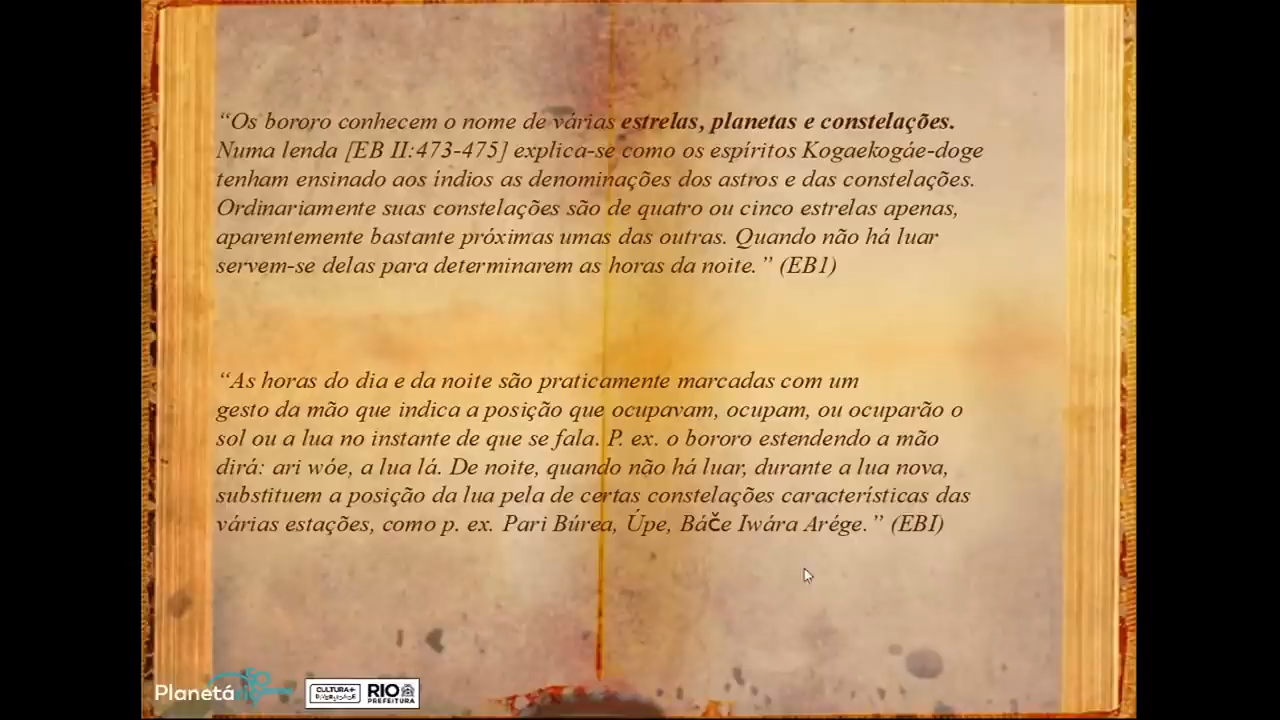 “Os bororo conhecem o nome de várias estrelas, planetas e constelações.
Numa lenda [EB II:473-475] explica-se como os espíritos Kogaekogáe-doge
tenham ensinado aos índios as denominações dos astros e das constelações.
Ordinariamente suas constelações são de quatro ou cinco estrelas apenas,
aparentemente bastante próximas umas das outras. Quando não há luar
servem-se delas para determinarem as horas da noite.” (EB1)
“As horas do dia e da noite são praticamente marcadas com um
gesto da mão que indica a posição que ocupavam, ocupam, ou ocuparão o
sol ou a lua no instante de que se fala. P. ex. o bororo estendendo a mão
dirá: ari wóe, a lua lá. De noite, quando não há luar, durante a lua nova,
substituem a posição da lua pela de certas constelações características das
várias estações, como p. ex. Pari Búrea, Úpe, Báče Iwára Arége.” (EBI)
Planetário
CULTURA+
DIVERSIDADE
RIO
PREFEITURA